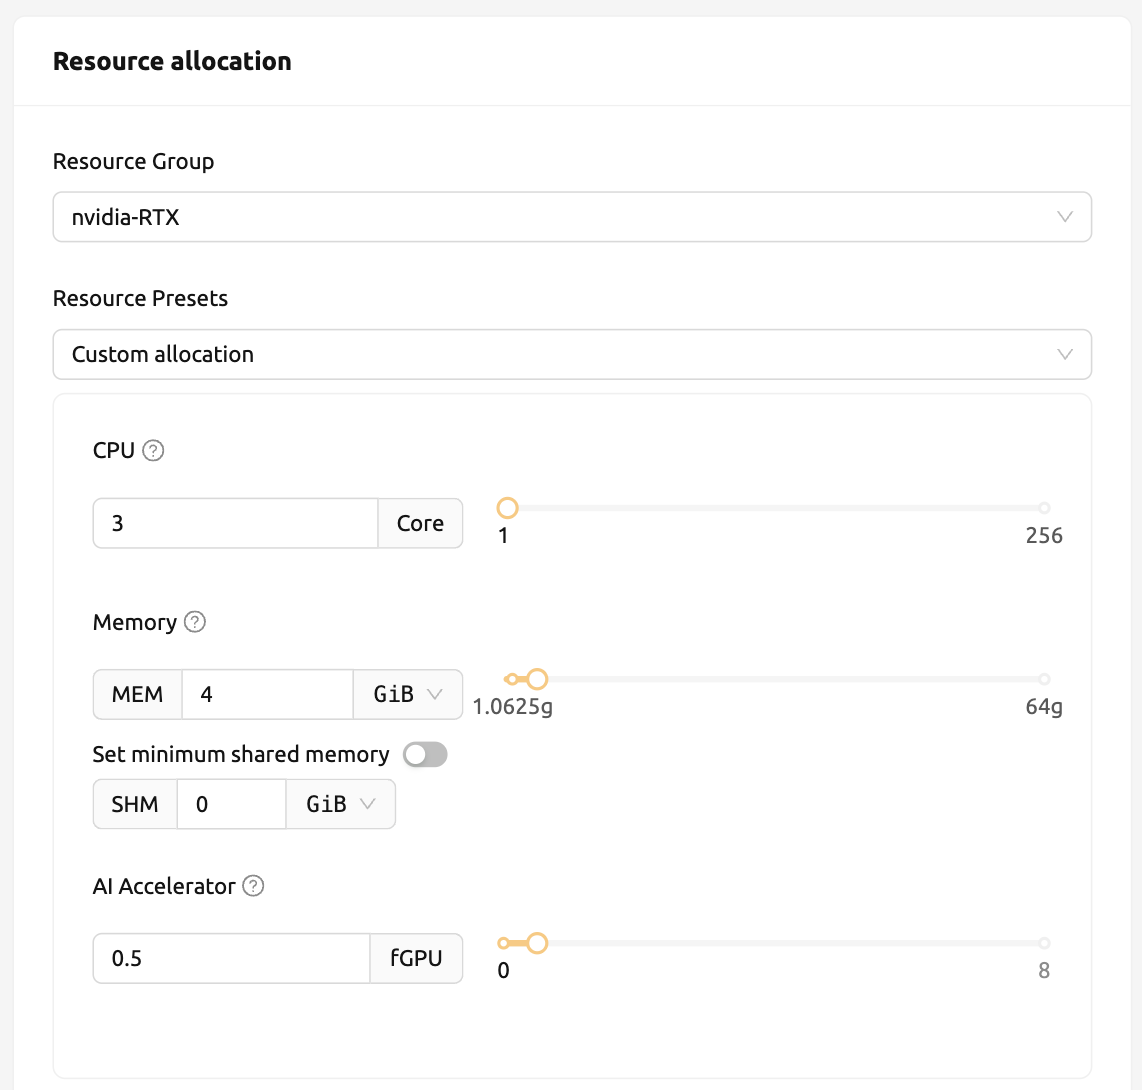 Resource allocation
Resource Group
nvidia-RTX
Resource Presets
Custom allocation
CPU ?
3 Core
1 256
Memory ?
MEM 4 GiB
1.0625g 64g
Set minimum shared memory
SHM 0 GiB
AI Accelerator ?
0.5 fGPU
0 8